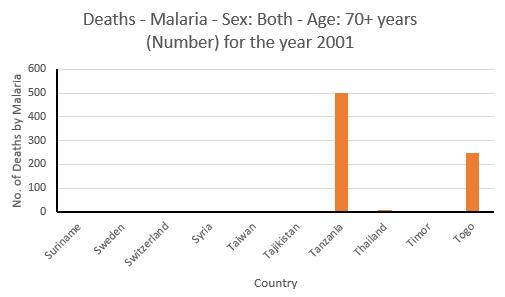 Deaths - Malaria - Sex: Both - Age: 70+ years
(Number) for the year 2001
No. of Deaths by Malaria
600
500
400
300
200
100
0
Suriname
Sweden
Switzerland
Syria
Taiwan
Tajikistan
Tanzania
Thailand
Timor
Togo
Country